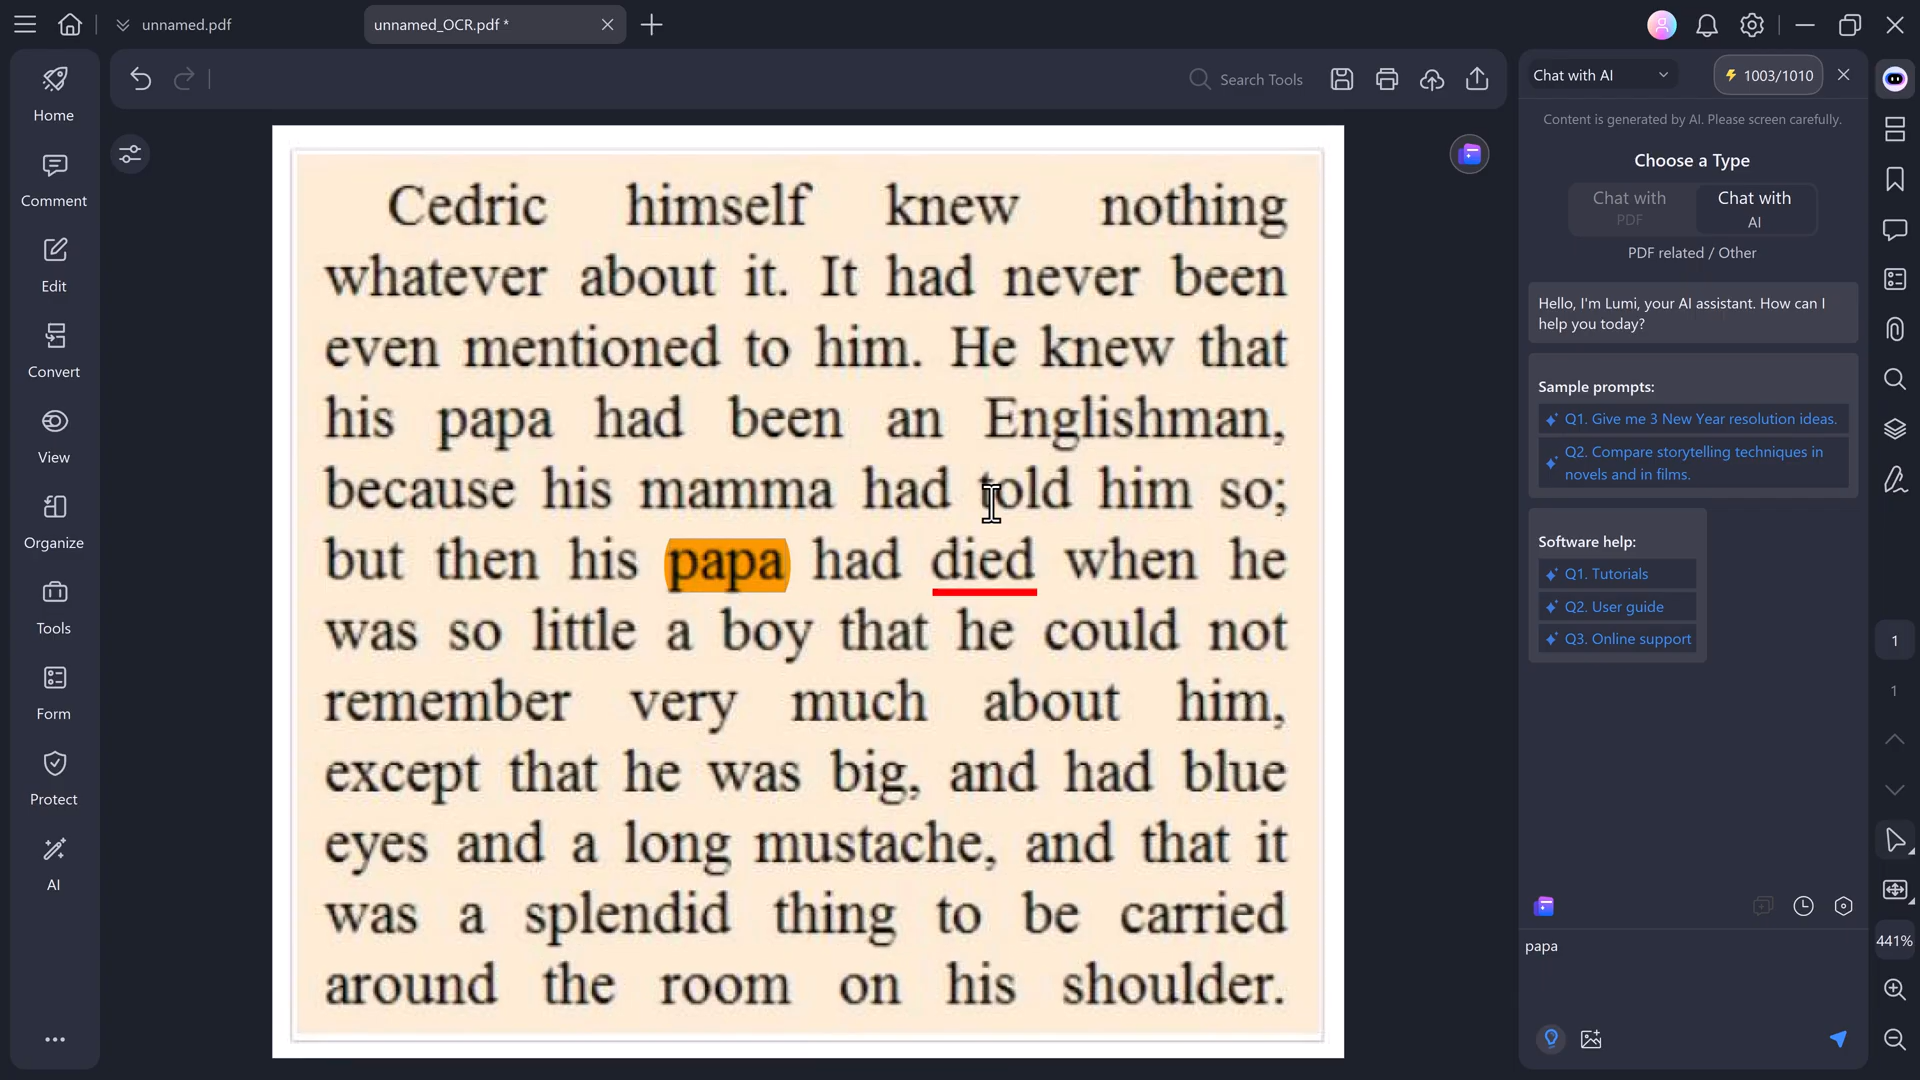 unnamed.pdf
unnamed_OCR.pdf *
Search Tools
Home
Comment
Edit
Convert
View
Organize
Tools
Form
Protect
AI
Cedric himself knew nothing
whatever about it. It had never been
even mentioned to him. He knew that
his papa had been an Englishman,
because his mamma had told him so;
but then his papa had died when he
was so little a boy that he could not
remember very much about him,
except that he was big, and had blue
eyes and a long mustache, and that it
was a splendid thing to be carried
around the room on his shoulder.
Chat with AI
1003/1010
Content is generated by AI. Please screen carefully.
Choose a Type
Chat with
PDF
Chat with
AI
PDF related / Other
Hello, I'm Lumi, your AI assistant. How can I
help you today?
Sample prompts:
Q1. Give me 3 New Year resolution ideas.
Q2. Compare storytelling techniques in
novels and in films.
Software help:
Q1. Tutorials
Q2. User guide
Q3. Online support
papa
1
1
441%